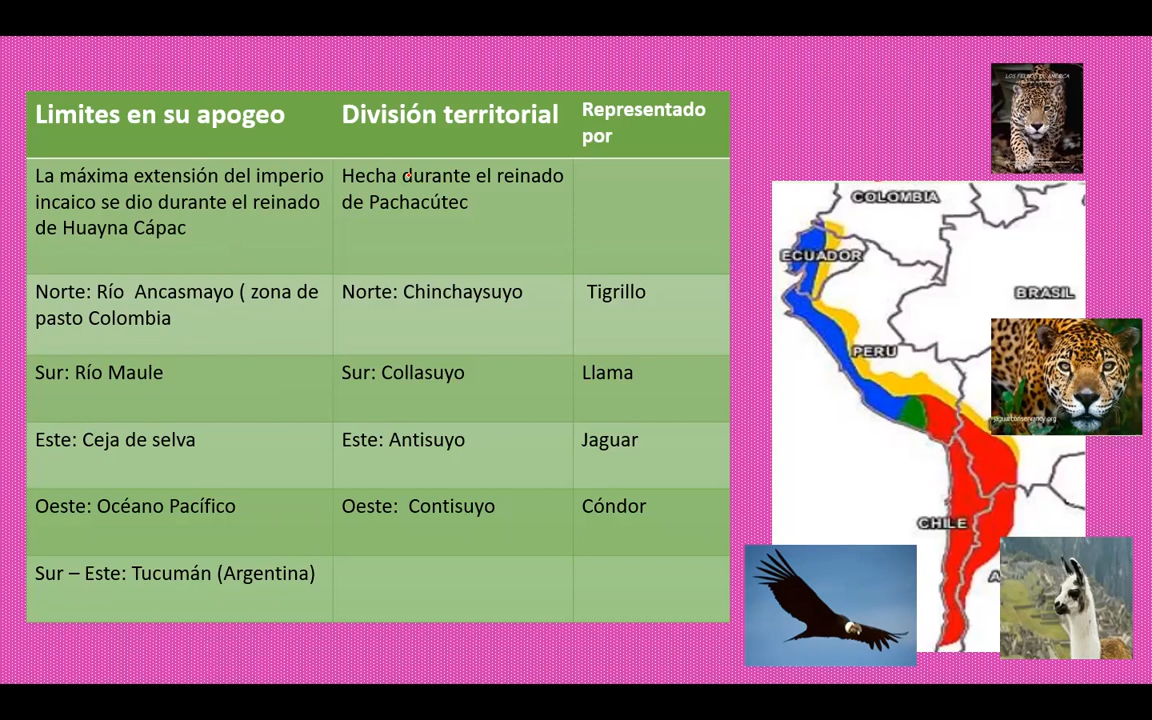 Limites en su apogeo
División territorial
Representado
por
La máxima extensión del imperio
incaico se dio durante el reinado
de Huayna Cápac
Hecha durante el reinado
de Pachacútec
Norte: Río  Ancasmayo ( zona de
pasto Colombia
Norte: Chinchaysuyo
Tigrillo
Sur: Río Maule
Sur: Collasuyo
Llama
Este: Ceja de selva
Este: Antisuyo
Jaguar
Oeste: Océano Pacífico
Oeste:  Contisuyo
Cóndor
Sur – Este: Tucumán (Argentina)
COLOMBIA
ECUADOR
BRASIL
PERU
CHILE
A